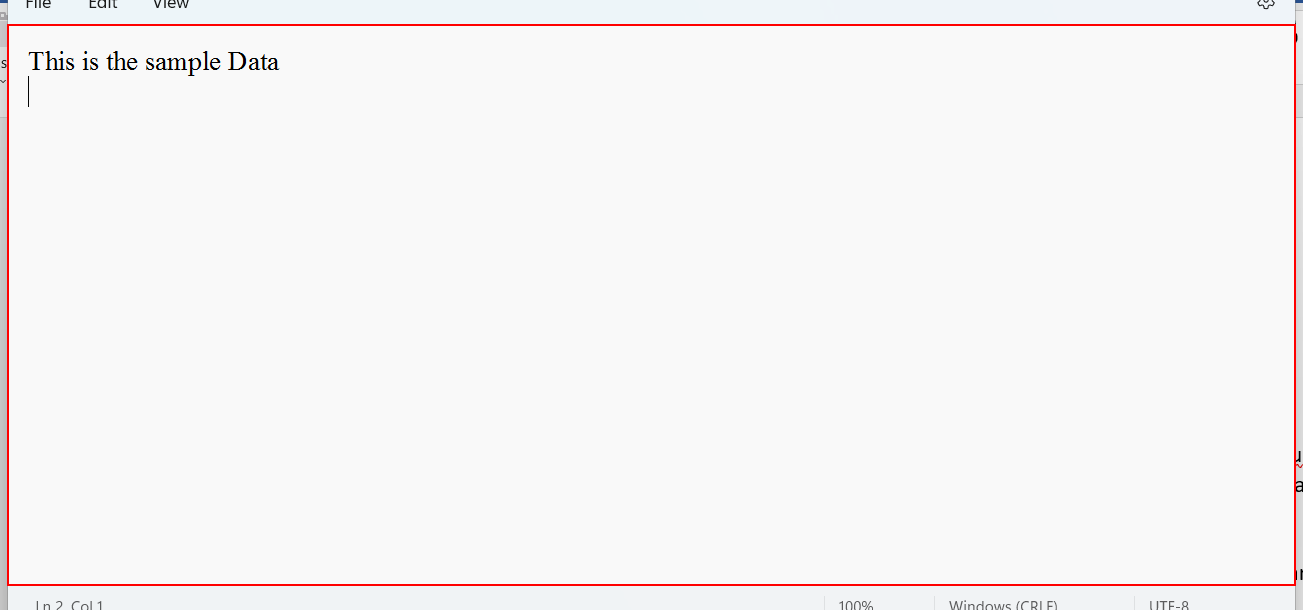 File Edit View
This is the sample Data
Ln 2, Col 1 100% Windows (CRLF) UTF-8